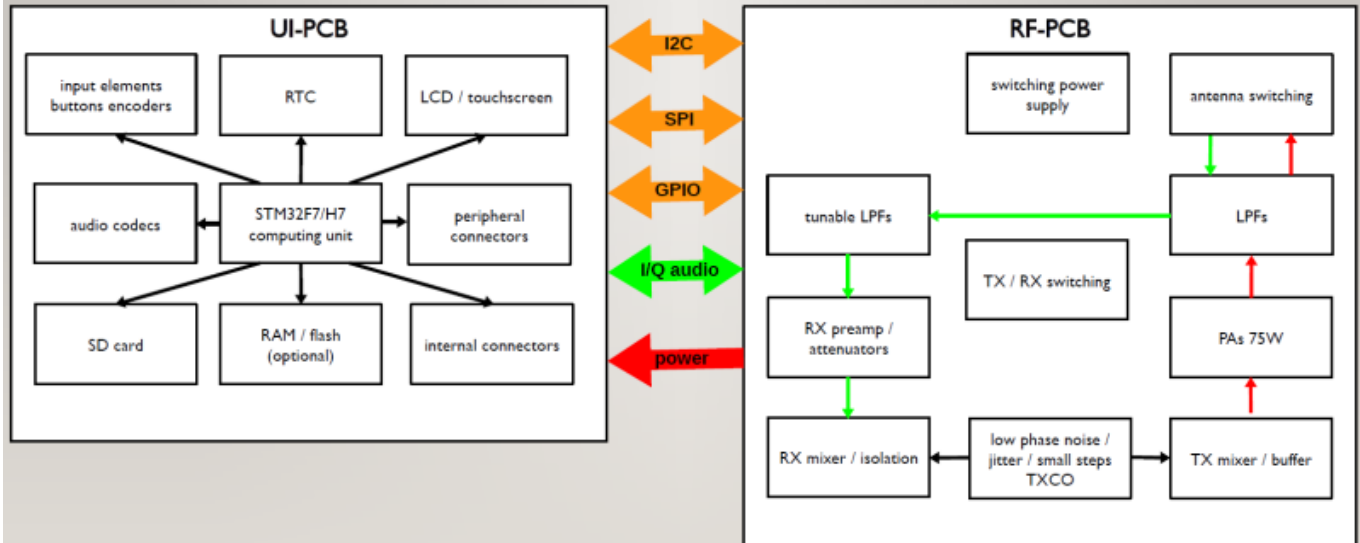 UI-PCB
input elements
buttons encoders
RTC
LCD / touchscreen
audio codecs
STM32F7/H7
computing unit
peripheral
connectors
SD card
RAM / flash
(optional)
internal connectors
I2C
SPI
GPIO
I/Q audio
power
RF-PCB
switching power
supply
antenna switching
tunable LPFs
LPFs
TX / RX switching
RX preamp /
attenuators
PAs 75W
RX mixer / isolation
low phase noise /
jitter / small steps
TXCO
TX mixer / buffer